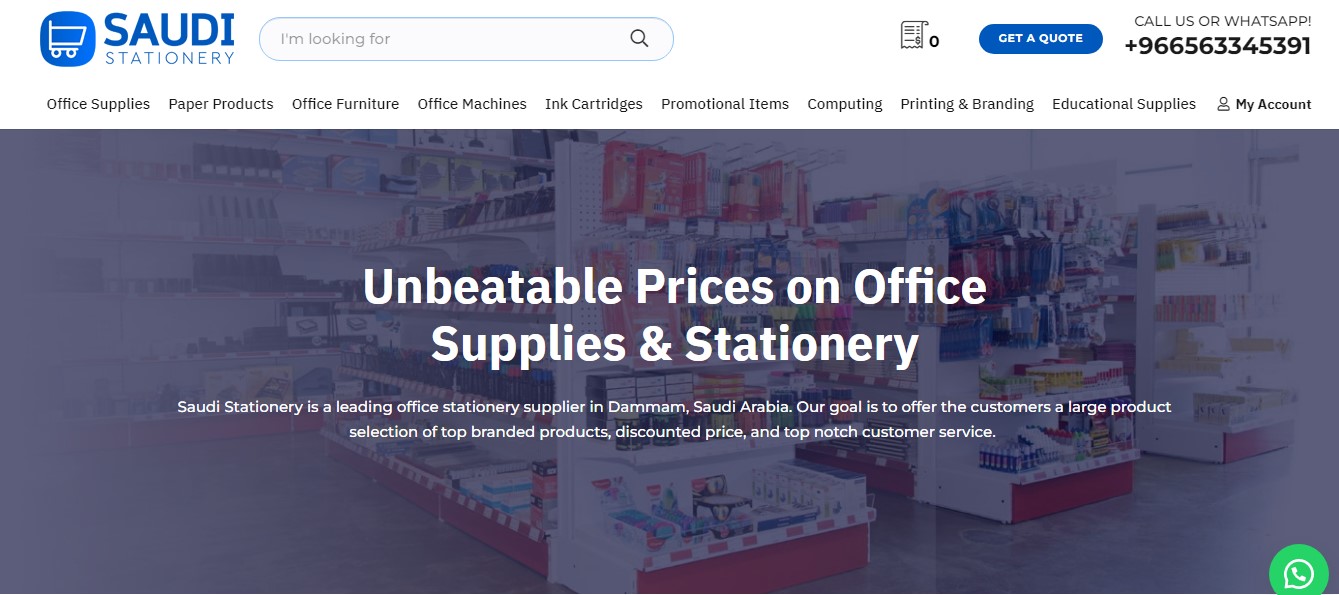 SAUDI
STATIONERY
I'm looking for
0
GET A QUOTE
CALL US OR WHATSAPP!
+966563345391
Office Supplies
Paper Products
Office Furniture
Office Machines
Ink Cartridges
Promotional Items
Computing
Printing & Branding
Educational Supplies
My Account
Unbeatable Prices on Office
Supplies & Stationery
Saudi Stationery is a leading office stationery supplier in Dammam, Saudi Arabia. Our goal is to offer the customers a large product
selection of top branded products, discounted price, and top notch customer service.